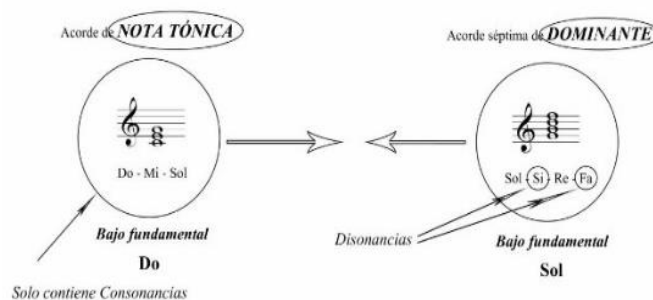 Acorde de NOTA TÓNICA
Acorde séptima de DOMINANTE
Do - Mi - Sol
Sol - Si - Re - Fa
Bajo fundamental
Do
Disonancias
Bajo fundamental
Sol
Solo contiene Consonancias